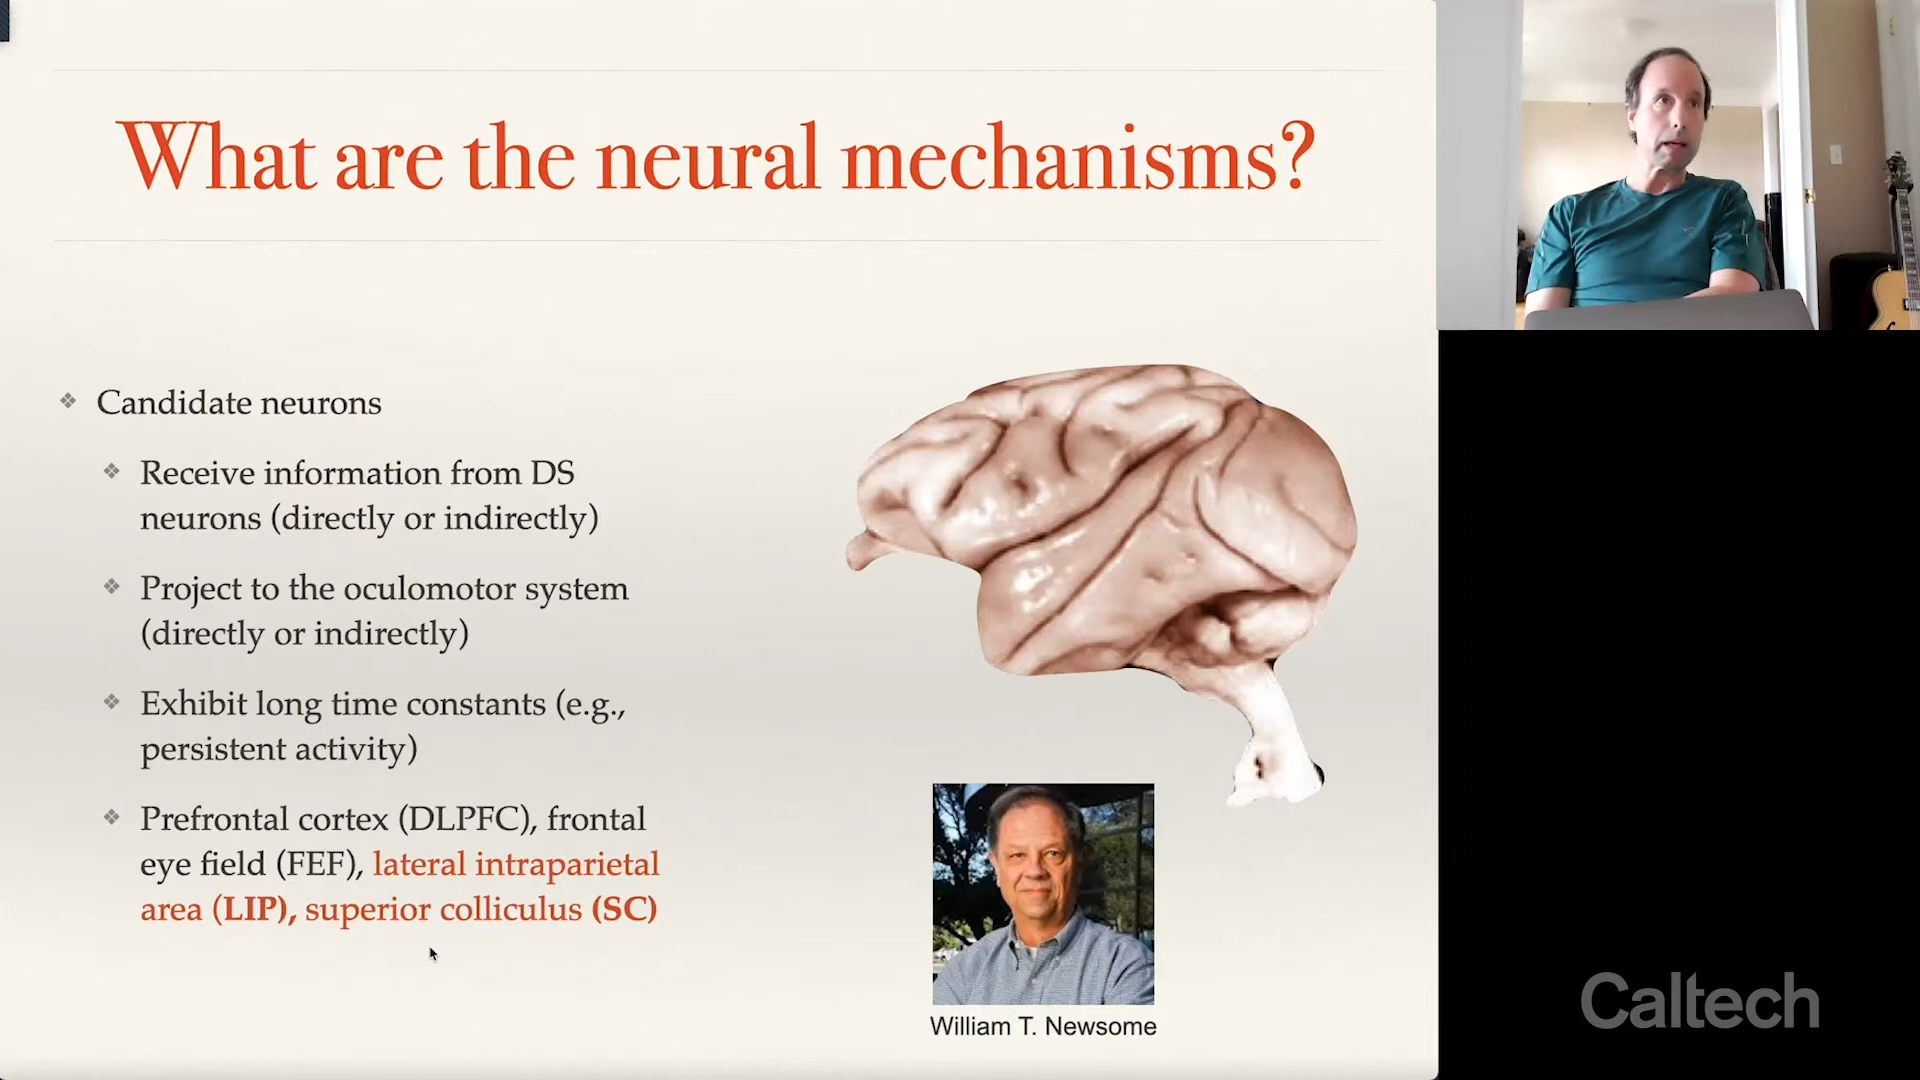 What are the neural mechanisms?
Candidate neurons
Receive information from DS
neurons (directly or indirectly)
Project to the oculomotor system
(directly or indirectly)
Exhibit long time constants (e.g.,
persistent activity)
Prefrontal cortex (DLPFC), frontal
eye field (FEF), lateral intraparietal
area (LIP), superior colliculus (SC)
William T. Newsome
Caltech